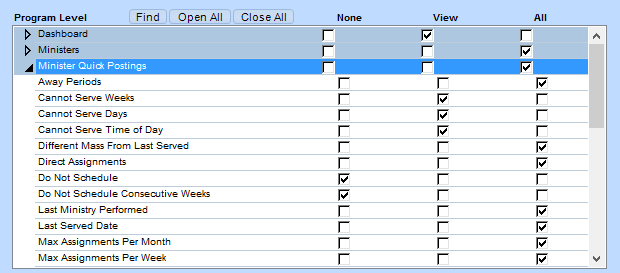 Program Level Find Open All Close All None View All
Dashboard
Ministers
Minister Quick Postings
Away Periods
Cannot Serve Weeks
Cannot Serve Days
Cannot Serve Time of Day
Different Mass From Last Served
Direct Assignments
Do Not Schedule
Do Not Schedule Consecutive Weeks
Last Ministry Performed
Last Served Date
Max Assignments Per Month
Max Assignments Per Week